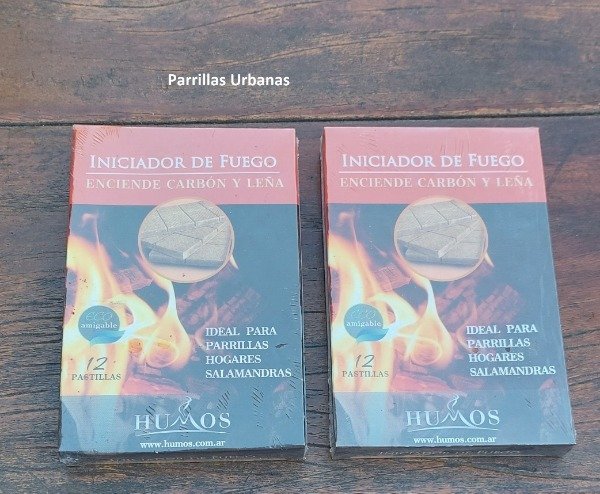 Parrillas Urbanas
INICIADOR DE FUEGO
ENCIENDE CARBÓN Y LEÑA
eco
amigable
12
PASTILLAS
IDEAL PARA
PARRILLAS
HOGARES
SALAMANDRAS
HUMOS
www.humos.com.ar
INICIADOR DE FUEGO
ENCIENDE CARBÓN Y LEÑA
eco
amigable
12
PASTILLAS
IDEAL PARA
PARRILLAS
HOGARES
SALAMANDRAS
HUMOS
www.humos.com.ar